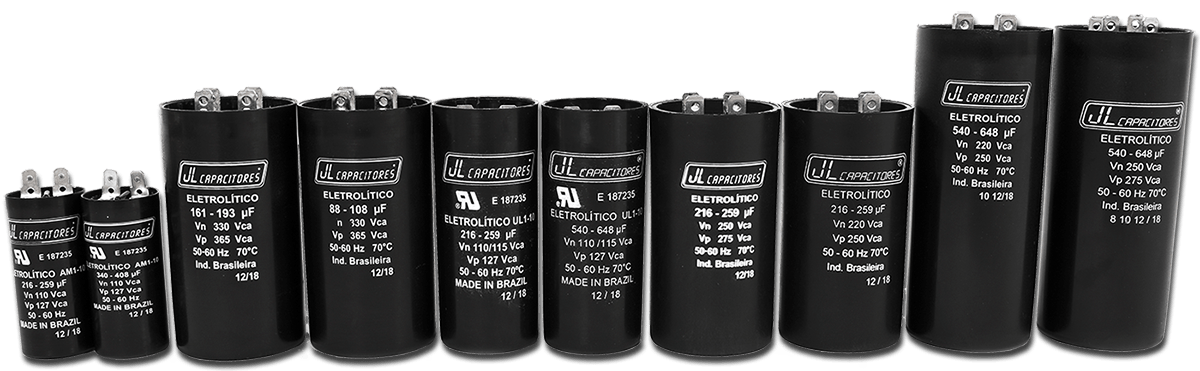 JL CAPACITORES
E 187235
ELETROLÍTICO AM1-10
216 - 259 µF
Vn 110 Vca
Vp 127 Vca
50 - 60 Hz
MADE IN BRAZIL
12 / 18
JL CAPACITORES
E 187235
ELETROLÍTICO AM1-10
340 - 408 µF
Vn 110 Vca
Vp 127 Vca
50 - 60 Hz
MADE IN BRAZIL
12 / 18
JL CAPACITORES
ELETROLÍTICO
161 - 193 µF
Vn 330 Vca
Vp 365 Vca
50-60 Hz 70°C
Ind. Brasileira
12/18
JL CAPACITORES
ELETROLÍTICO
88 - 108 µF
n 330 Vca
Vp 365 Vca
50-60 Hz 70°C
Ind. Brasileira
12/18
JL CAPACITORES
E 187235
ELETROLÍTICO UL1-10
216 - 259 µF
Vn 110/115 Vca
Vp 127 Vca
50 - 60 Hz 70°C
MADE IN BRAZIL
12 / 18
JL CAPACITORES®
E 187235
ELETROLÍTICO UL1-10
540 - 648 µF
Vn 110 /115 Vca
Vp 127 Vca
50 - 60 Hz 70°C
MADE IN BRAZIL
12 / 18
JL CAPACITORES
ELETROLÍTICO
216 - 259 µF
Vn 250 Vca
Vp 275 Vca
50-60 Hz 70°C
Ind. Brasileira
12/18
JL CAPACITORES®
ELETROLÍTICO
216 - 259 µF
Vn 220 Vca
Vp 250 Vca
50 - 60 Hz 70°C
Ind. Brasileira
12 / 18
JL CAPACITORES
ELETROLÍTICO
540 - 648 µF
Vn 220 Vca
Vp 250 Vca
50-60 Hz 70°C
Ind. Brasileira
10 12/18
JL CAPACITORES®
ELETROLÍTICO
540 - 648 µF
Vn 250 Vca
Vp 275 Vca
50 - 60 Hz 70°C
Ind. Brasileira
8 10 12 / 18